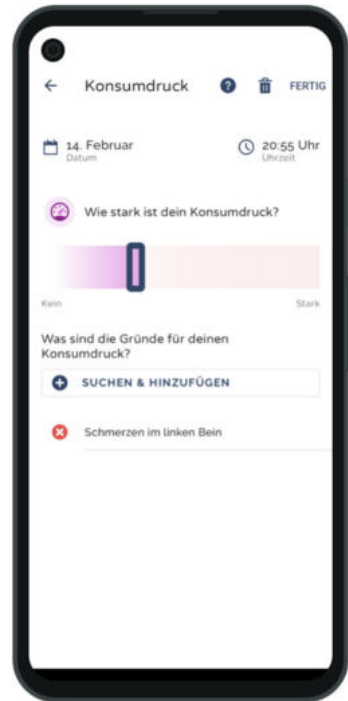 Konsumdruck ? FERTIG
14. Februar 20:55 Uhr
Datum Uhrzeit
Wie stark ist dein Konsumdruck?
Kein Stark
Was sind die Gründe für deinen
Konsumdruck?
SUCHEN & HINZUFÜGEN
Schmerzen im linken Bein